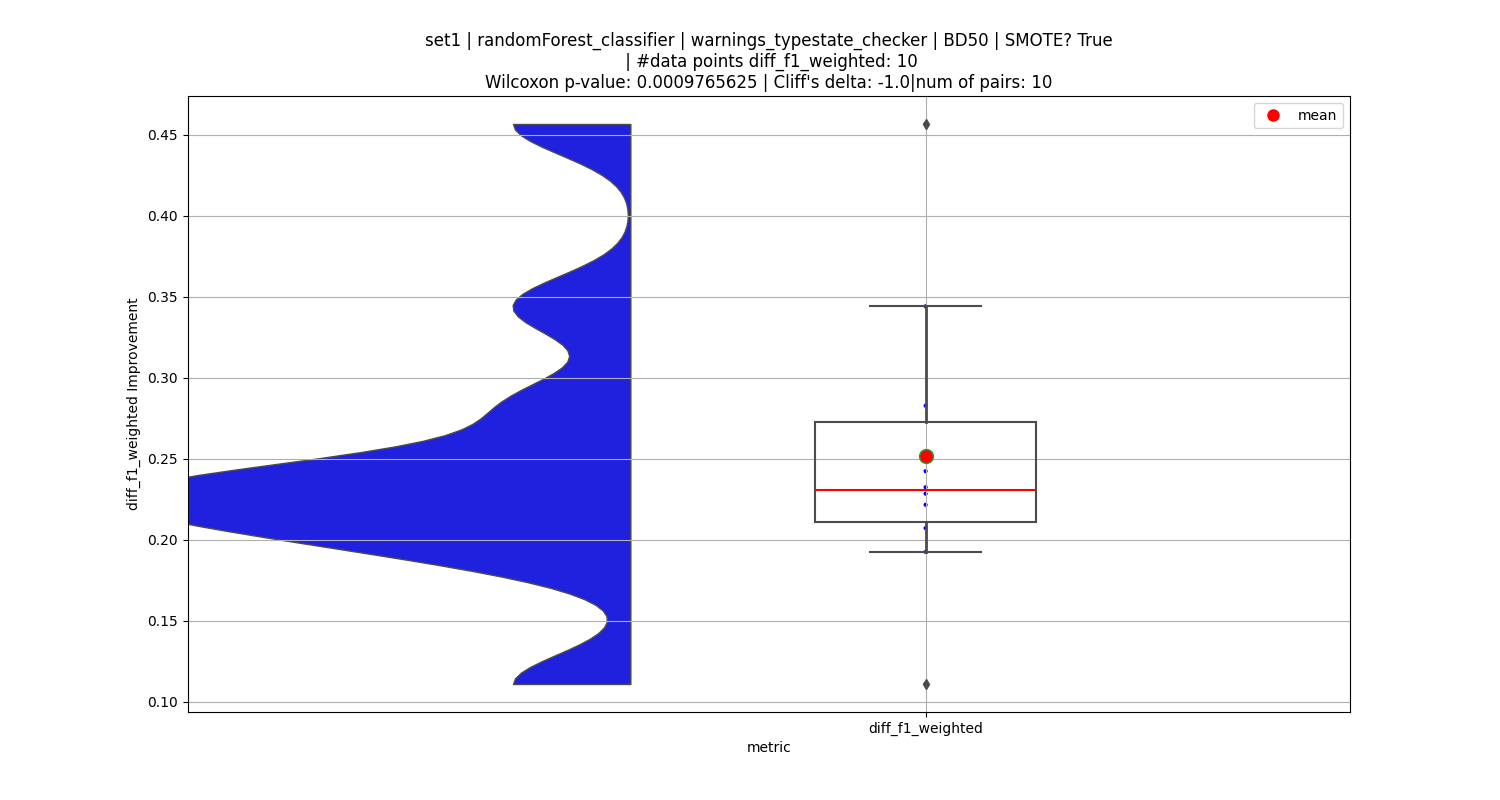 set1 | randomForest_classifier | warnings_typestate_checker | BD50 | SMOTE? True
| #data points diff_f1_weighted: 10
Wilcoxon p-value: 0.0009765625 | Cliff's delta: -1.0|num of pairs: 10
mean
0.45
0.40
0.35
0.30
0.25
0.20
0.15
0.10
diff_f1_weighted Improvement
diff_f1_weighted
metric